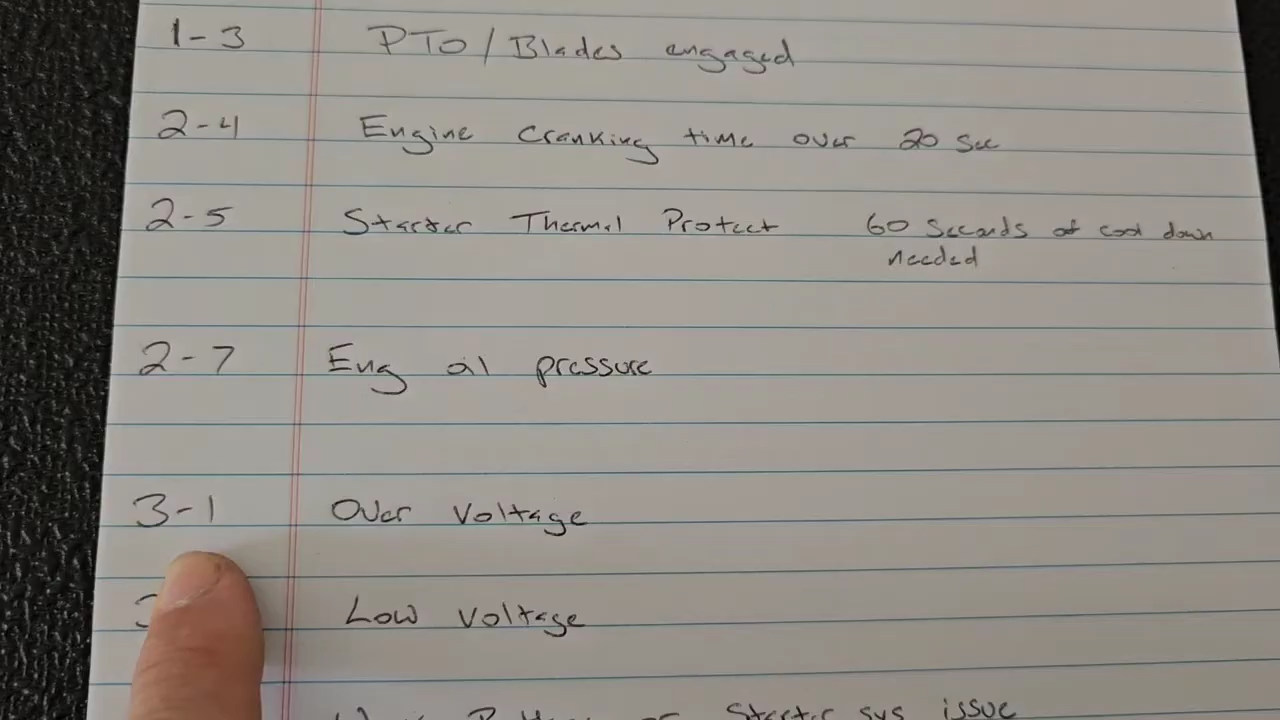 1-3 PTO/Blades engaged
2-4 Engine Cranking time over 20 Sec
2-5 Starter Thermal Protect 60 Seconds of cool down
needed
2-7 Eng oil pressure
3-1 Over Voltage
Low Voltage
Starter sys issue